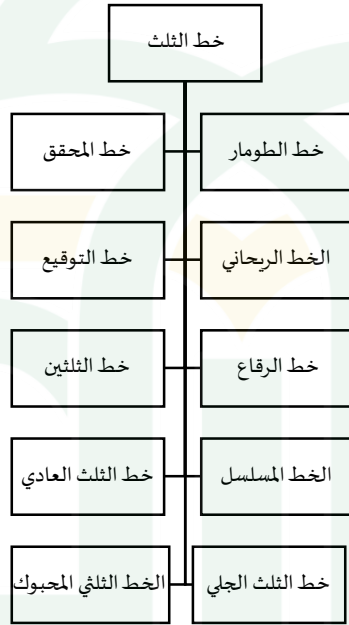 خط الثلث
خط الطومار
خط المحقق
الخط الريحاني
خط التوقيع
خط الرقاع
خط الثلثين
الخط المسلسل
خط الثلث العادي
خط الثلث الجلي
الخط الثلثي المحبوك